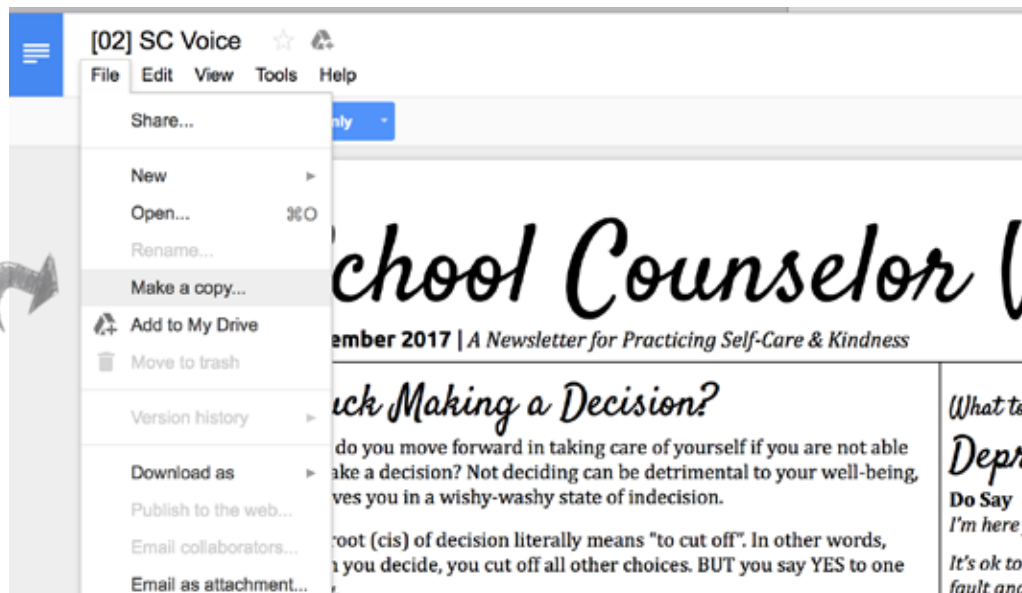 [02] SC Voice
File Edit View Tools Help
Share...
nly
New
Open... ⌘O
Rename...
Make a copy...
Add to My Drive
Move to trash
Version history
Download as
Publish to the web...
Email collaborators...
Email as attachment...
chool Counselor V
ember 2017 | A Newsletter for Practicing Self-Care & Kindness
uck Making a Decision?
do you move forward in taking care of yourself if you are not able
ake a decision? Not deciding can be detrimental to your well-being,
ves you in a wishy-washy state of indecision.
root (cis) of decision literally means "to cut off". In other words,
you decide, you cut off all other choices. BUT you say YES to one
What to
Depr
Do Say
I'm here
It's ok to
fault and